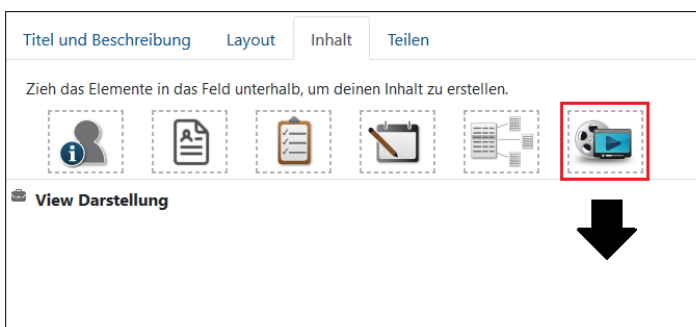 Titel und Beschreibung Layout Inhalt Teilen
Zieh das Elemente in das Feld unterhalb, um deinen Inhalt zu erstellen.
View Darstellung